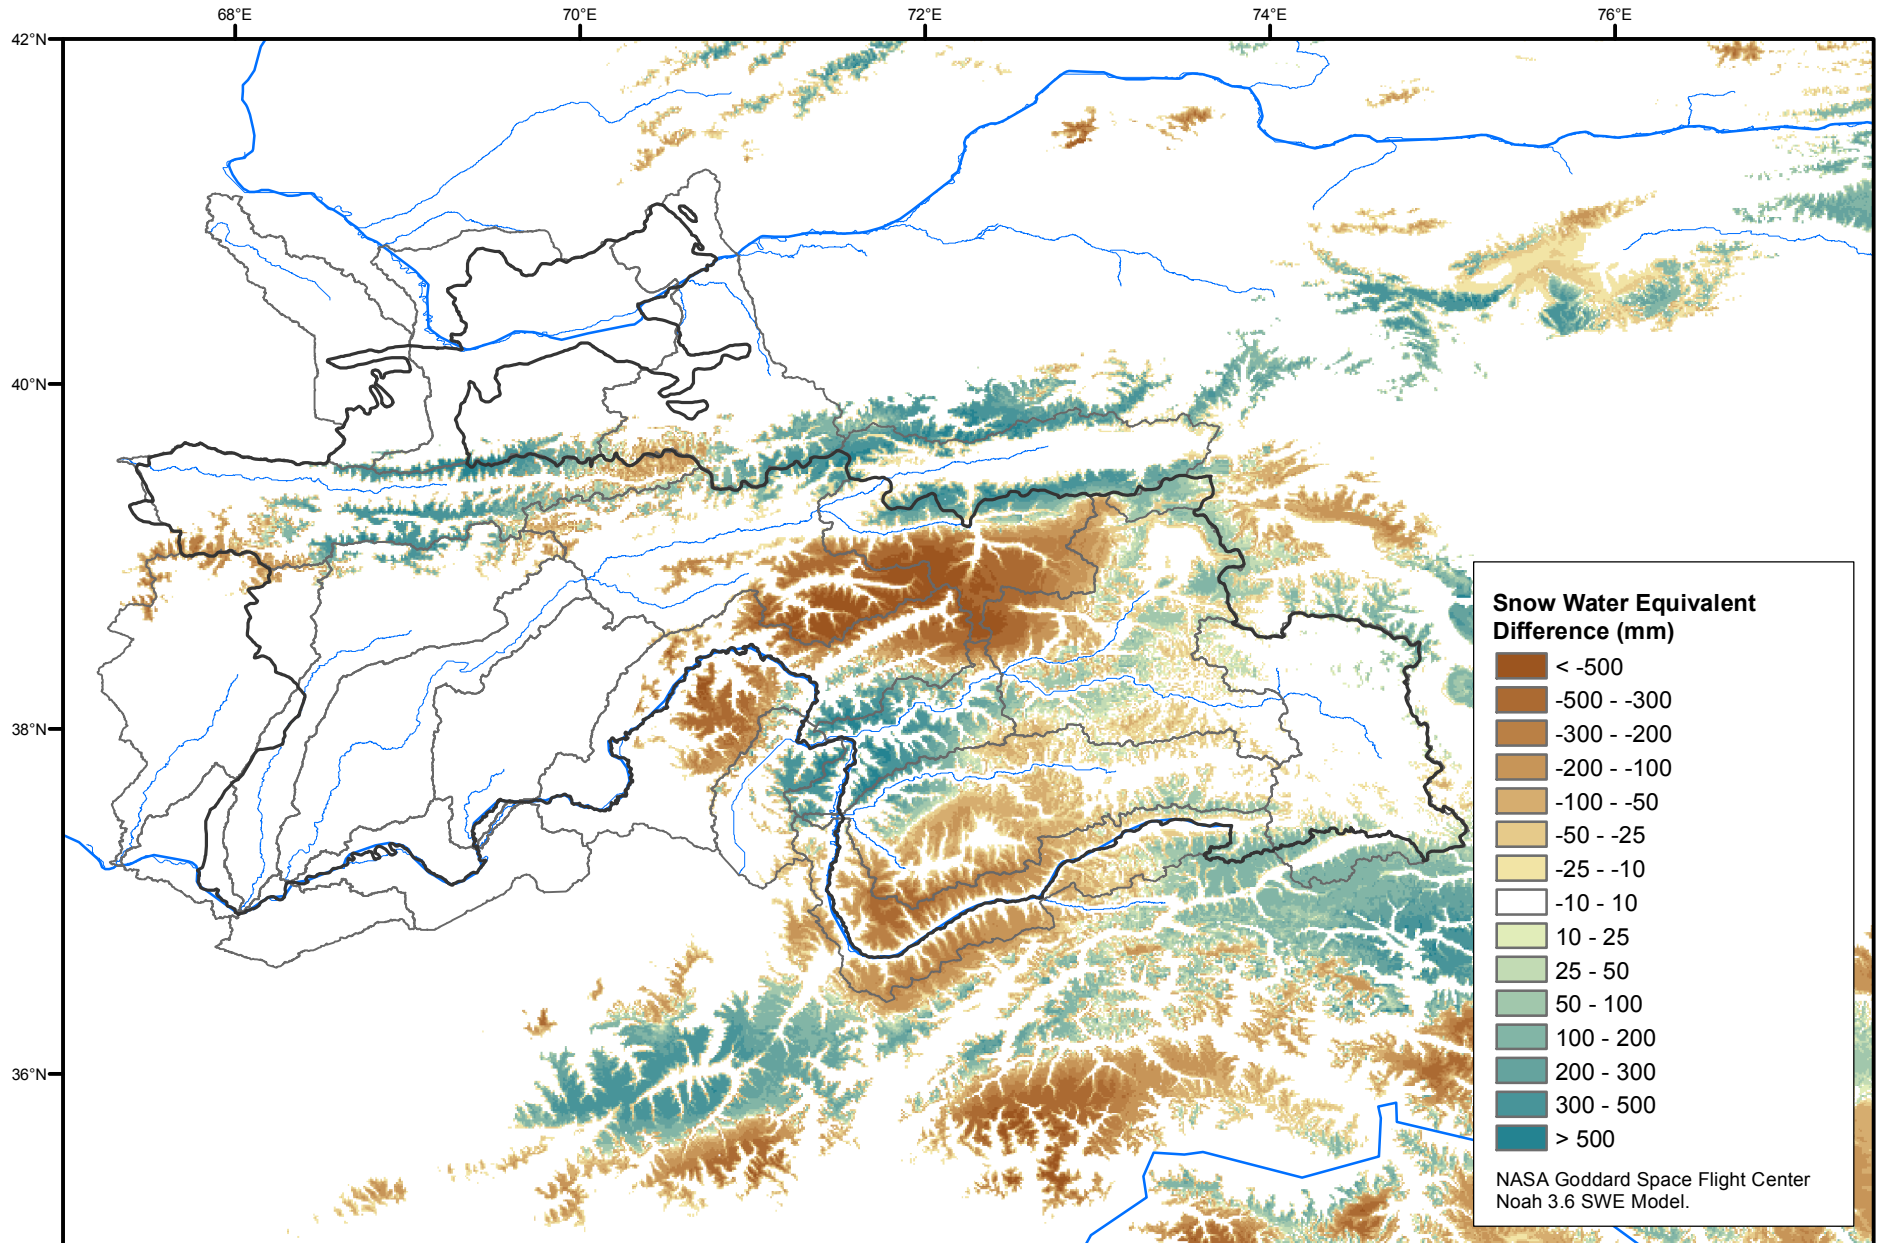 68°E 70°E 72°E 74°E 76°E
42°N
40°N
38°N
36°N
Snow Water Equivalent
Difference (mm)
< -500
-500 - -300
-300 - -200
-200 - -100
-100 - -50
-50 - -25
-25 - -10
-10 - 10
10 - 25
25 - 50
50 - 100
100 - 200
200 - 300
300 - 500
> 500
NASA Goddard Space Flight Center
Noah 3.6 SWE Model.